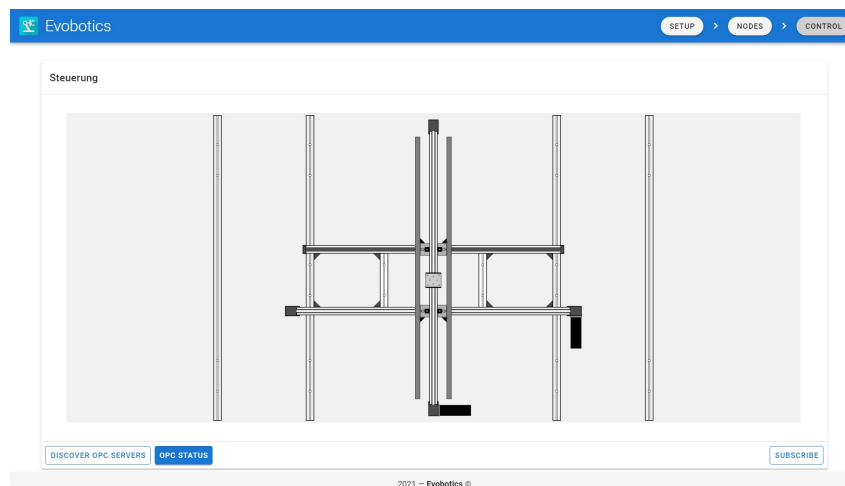 Evobotics
SETUP > NODES > CONTROL
Steuerung
DISCOVER OPC SERVERS OPC STATUS SUBSCRIBE
2021 — Evobotics ©